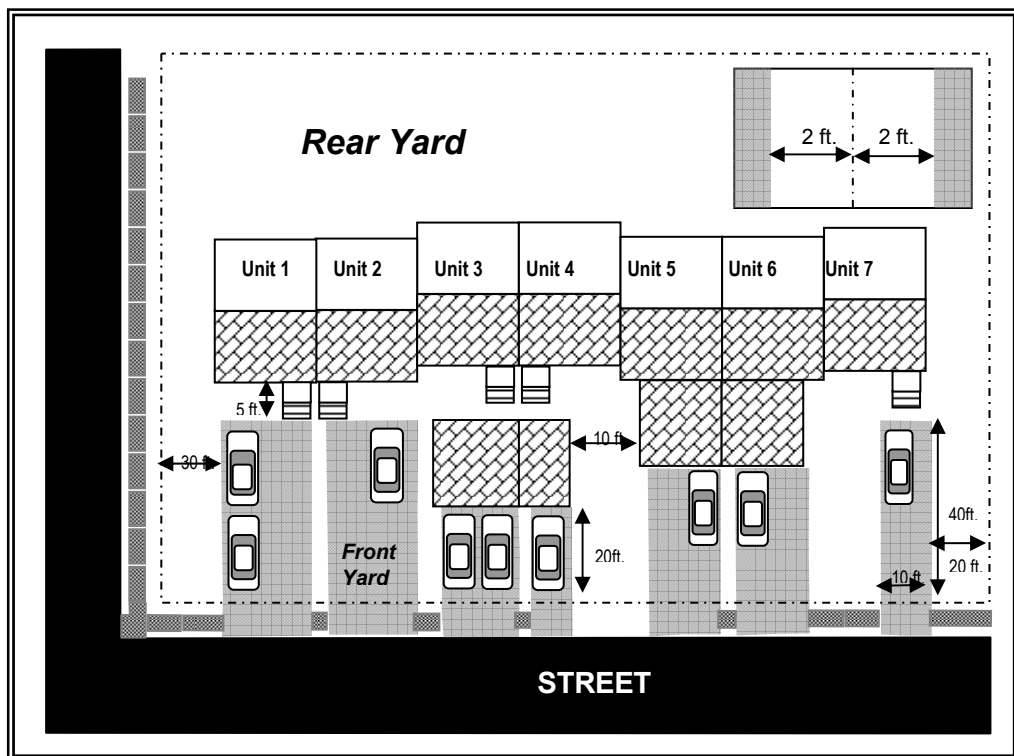 2 ft. 2 ft.
Rear Yard
Unit 1 Unit 2 Unit 3 Unit 4 Unit 5 Unit 6 Unit 7
5 ft.
10 ft
30 ft
40ft.
Front
Yard
20ft.
10 ft
20 ft.
STREET